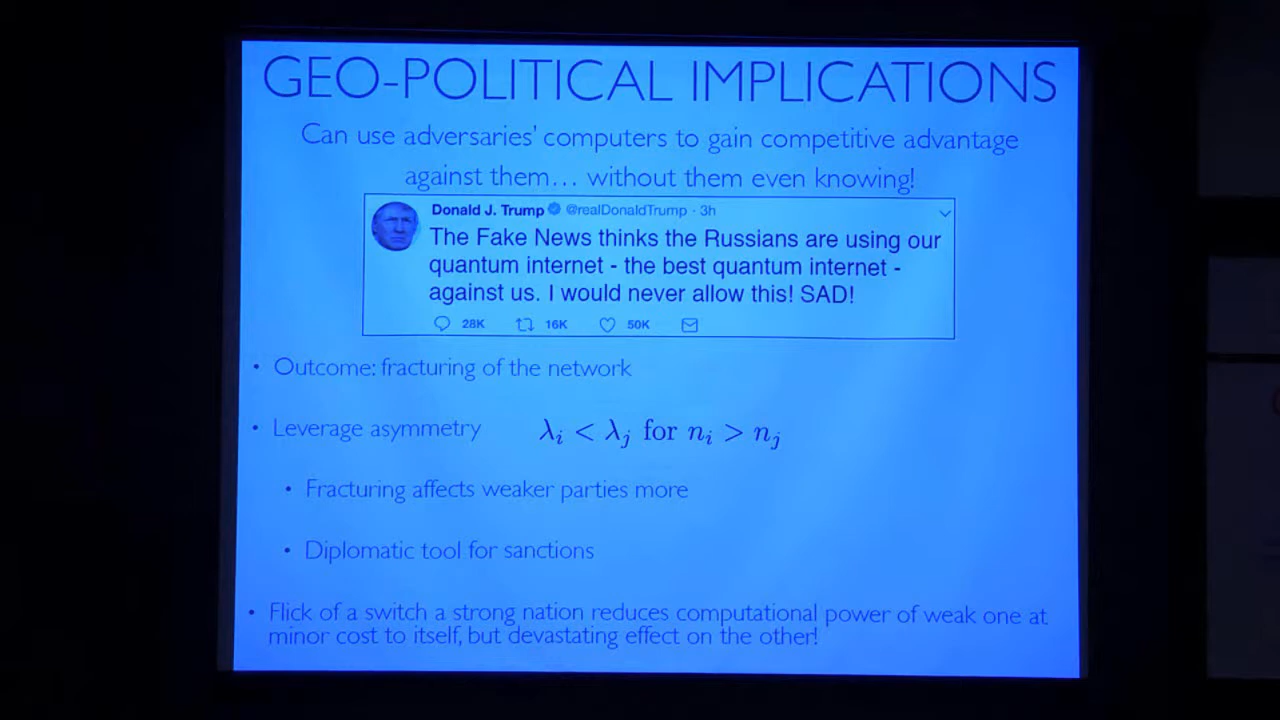 GEO-POLITICAL IMPLICATIONS
Can use adversaries' computers to gain competitive advantage
against them... without them even knowing!
Donald J. Trump @realDonaldTrump · 3h
The Fake News thinks the Russians are using our
quantum internet - the best quantum internet -
against us. I would never allow this! SAD!
28K 16K 50K
• Outcome: fracturing of the network
• Leverage asymmetry λi < λj for ni > nj
• Fracturing affects weaker parties more
• Diplomatic tool for sanctions
• Flick of a switch a strong nation reduces computational power of weak one at
minor cost to itself, but devastating effect on the other!